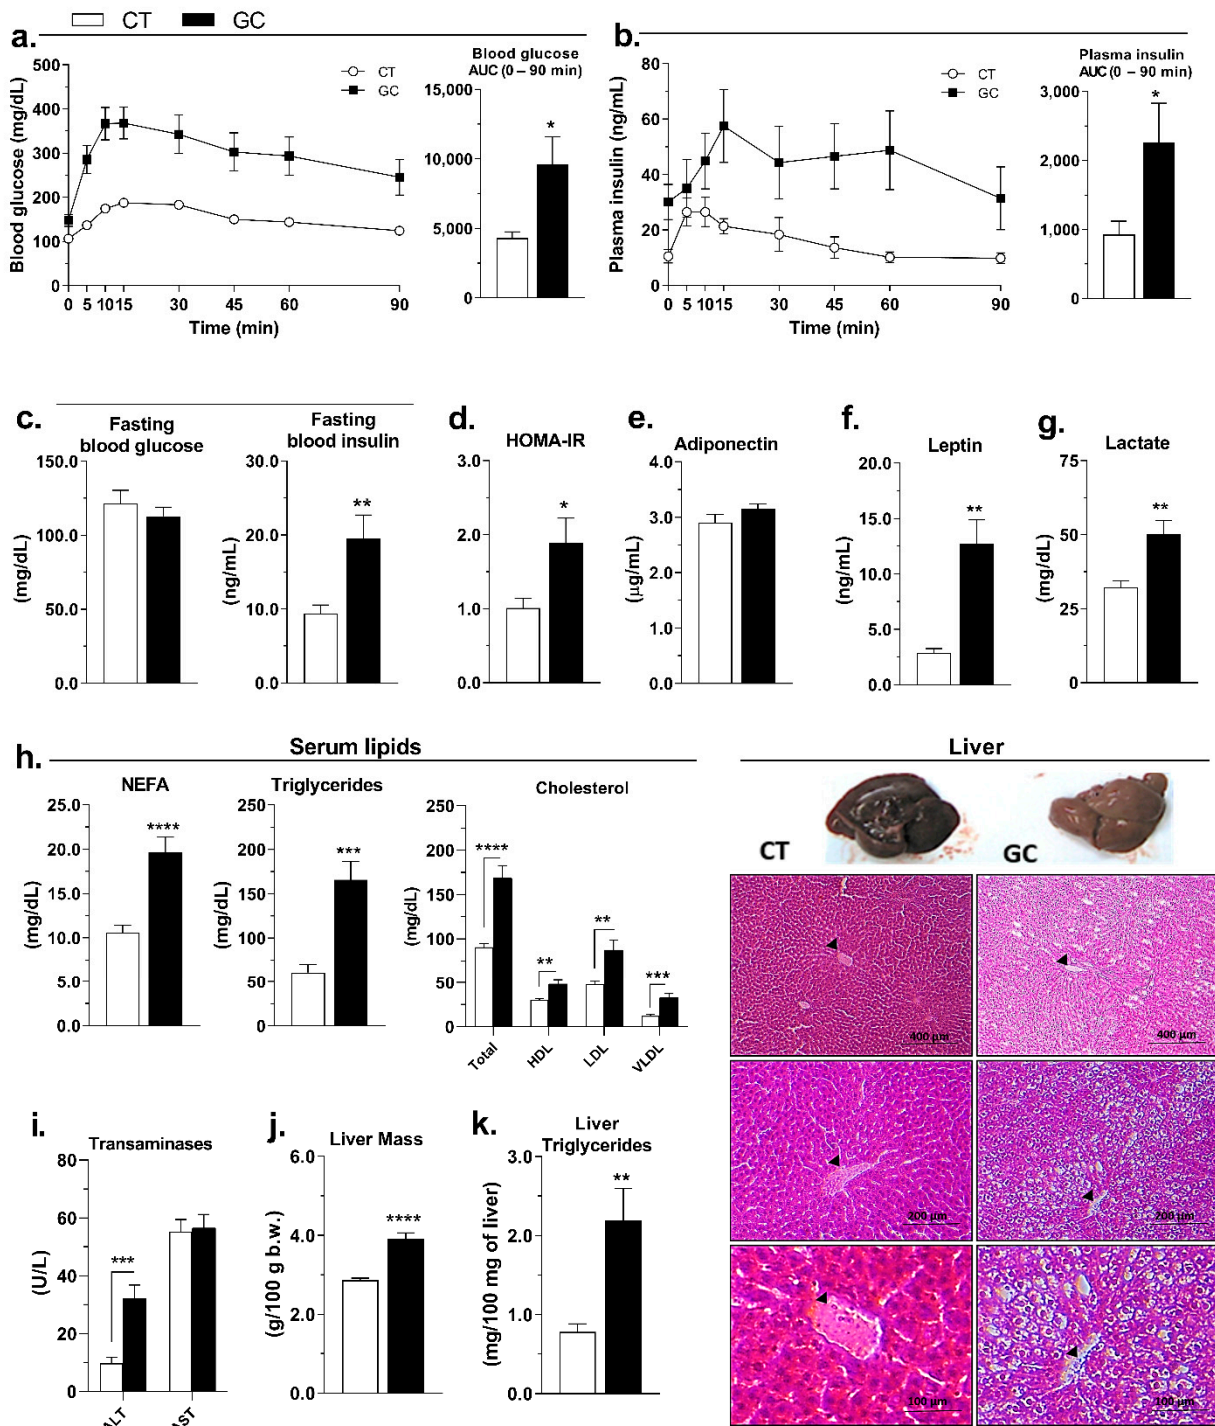 CT GC
a.
Blood glucose (mg/dL)
500
400
300
200
100
0
0 5 10 15 30 45 60 90
Time (min)
CT
GC
Blood glucose
AUC (0 – 90 min)
15,000
10,000
5,000
0
*
b.
Plasma insulin (ng/mL)
80
60
40
20
0
0 5 10 15 30 45 60 90
Time (min)
CT
GC
Plasma insulin
AUC (0 – 90 min)
3,000
2,000
1,000
0
*
c.
Fasting
blood glucose
(mg/dL)
150.0
100.0
50.0
0.0
Fasting
blood insulin
(ng/mL)
30.0
20.0
10.0
0.0
**
d.
HOMA-IR
3.0
2.0
1.0
0.0
*
e.
Adiponectin
(µg/mL)
4.0
3.0
2.0
1.0
0.0
f.
Leptin
(ng/mL)
20.0
15.0
10.0
5.0
0.0
**
g.
Lactate
(mg/dL)
75
50
25
0
**
h.
Serum lipids
NEFA
(mg/dL)
25.0
20.0
15.0
10.0
5.0
0.0
****
Triglycerides
(mg/dL)
250
200
150
100
50
0
***
Cholesterol
(mg/dL)
250
200
150
100
50
0
****
**
**
***
Total HDL LDL VLDL
Liver
CT GC
400 µm
400 µm
200 µm
200 µm
100 µm
100 µm
i.
Transaminases
(U/L)
80
60
40
20
10
0
***
ALT AST
j.
Liver Mass
(g/100 g b.w.)
6.0
4.0
2.0
0.0
****
k.
Liver
Triglycerides
(mg/100 mg of liver)
3.0
2.0
1.0
0.0
**